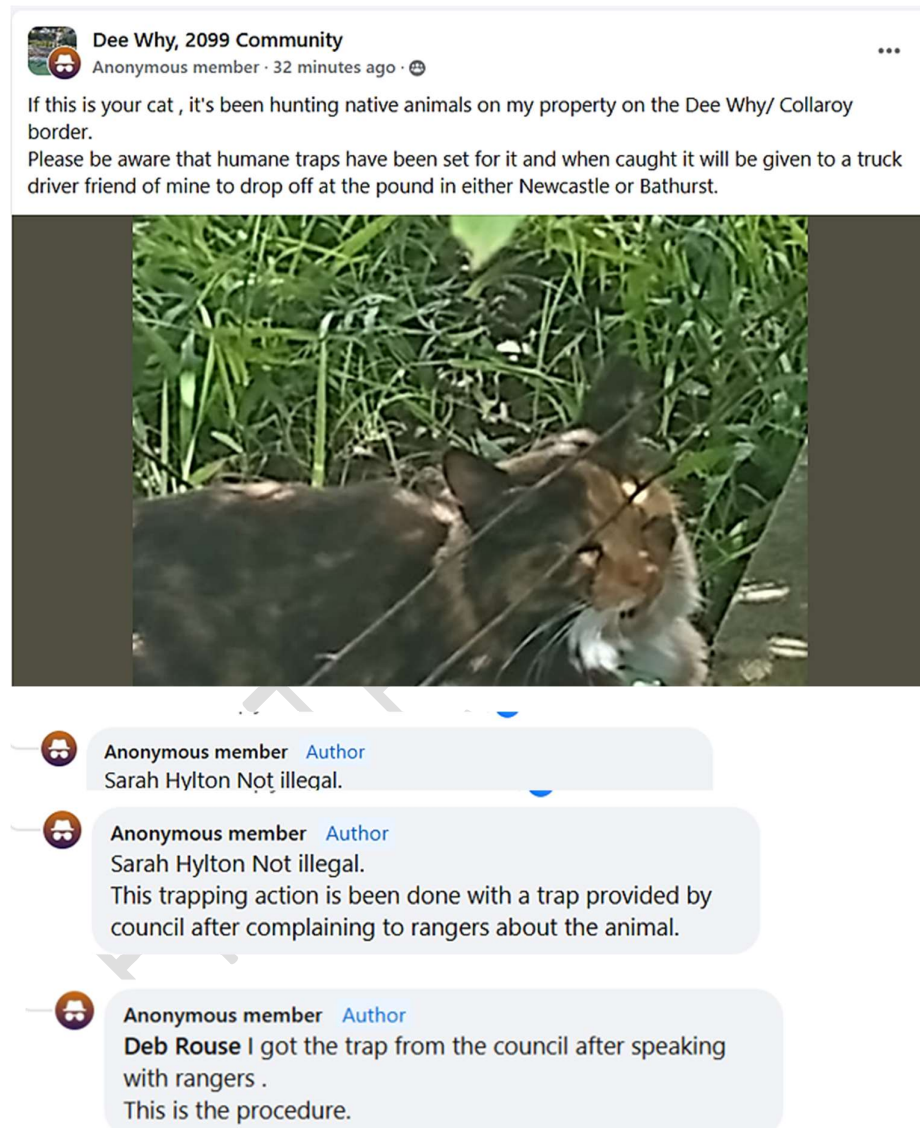 Dee Why, 2099 Community
Anonymous member · 32 minutes ago ·
If this is your cat , it's been hunting native animals on my property on the Dee Why/ Collaroy
border.
Please be aware that humane traps have been set for it and when caught it will be given to a truck
driver friend of mine to drop off at the pound in either Newcastle or Bathurst.
Anonymous member Author
Sarah Hylton Not illegal.
Anonymous member Author
Sarah Hylton Not illegal.
This trapping action is been done with a trap provided by
council after complaining to rangers about the animal.
Anonymous member Author
Deb Rouse I got the trap from the council after speaking
with rangers .
This is the procedure.